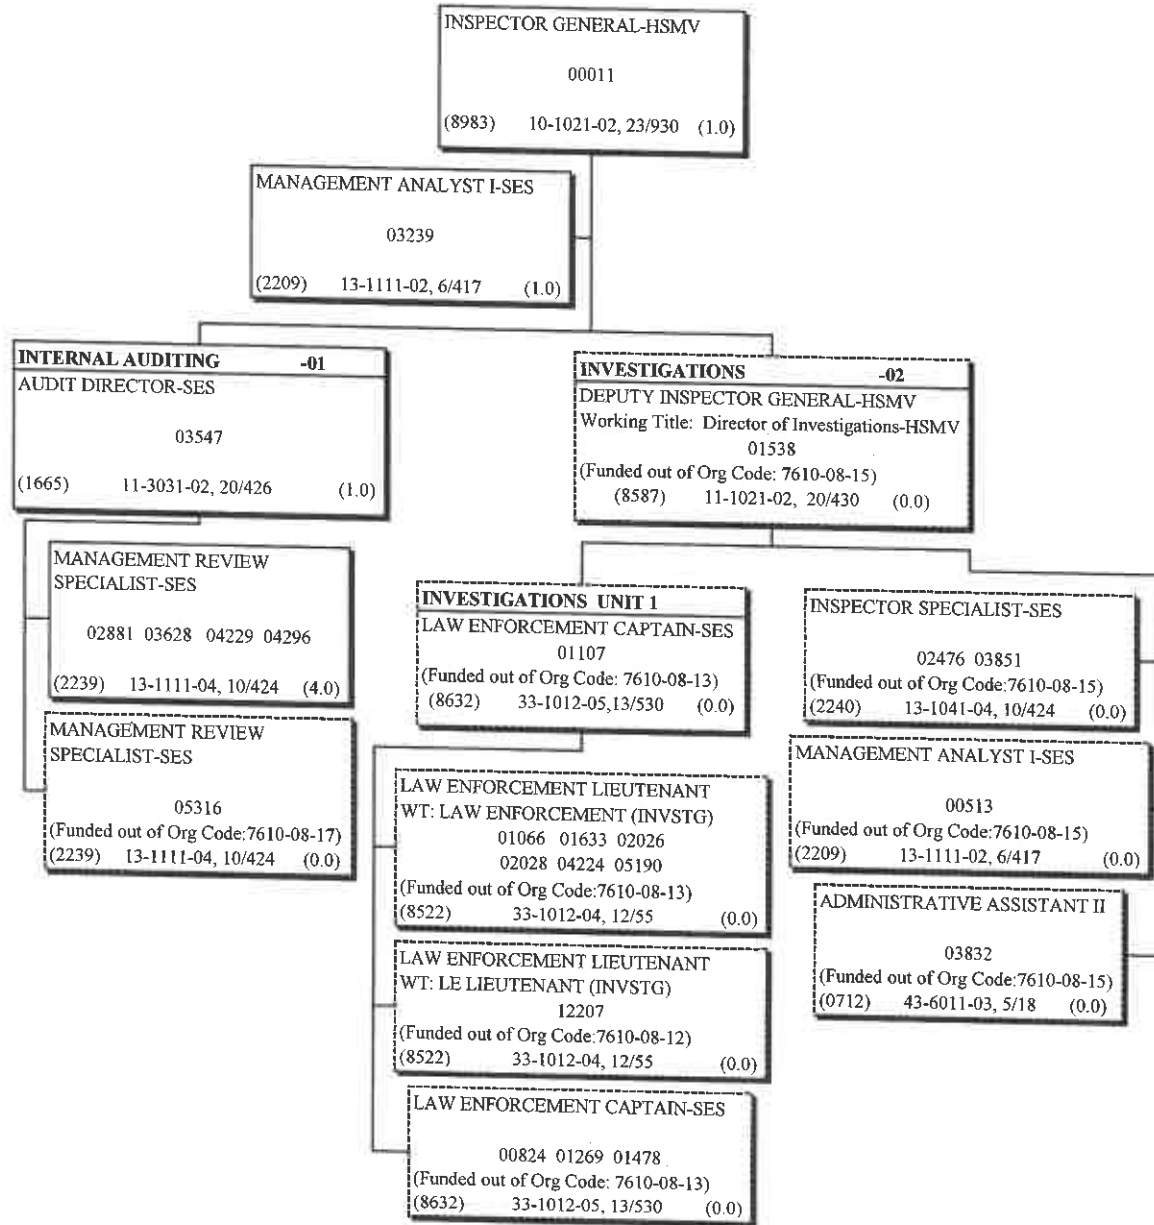 INSPECTOR GENERAL-HSMV
00011
(8983) 10-1021-02, 23/930 (1.0)
MANAGEMENT ANALYST I-SES
03239
(2209) 13-1111-02, 6/417 (1.0)
INTERNAL AUDITING -01
AUDIT DIRECTOR-SES
03547
(1665) 11-3031-02, 20/426 (1.0)
INVESTIGATIONS -02
DEPUTY INSPECTOR GENERAL-HSMV
Working Title: Director of Investigations-HSMV
01538
(Funded out of Org Code: 7610-08-15)
(8587) 11-1021-02, 20/430 (0.0)
MANAGEMENT REVIEW
SPECIALIST-SES
02881 03628 04229 04296
(2239) 13-1111-04, 10/424 (4.0)
MANAGEMENT REVIEW
SPECIALIST-SES
05316
(Funded out of Org Code:7610-08-17)
(2239) 13-1111-04, 10/424 (0.0)
INVESTIGATIONS UNIT 1
LAW ENFORCEMENT CAPTAIN-SES
01107
(Funded out of Org Code: 7610-08-13)
(8632) 33-1012-05,13/530 (0.0)
LAW ENFORCEMENT LIEUTENANT
WT: LAW ENFORCEMENT (INVSTG)
01066 01633 02026
02028 04224 05190
(Funded out of Org Code:7610-08-13)
(8522) 33-1012-04, 12/55 (0.0)
LAW ENFORCEMENT LIEUTENANT
WT: LE LIEUTENANT (INVSTG)
12207
(Funded out of Org Code:7610-08-12)
(8522) 33-1012-04, 12/55 (0.0)
LAW ENFORCEMENT CAPTAIN-SES
00824 01269 01478
(Funded out of Org Code: 7610-08-13)
(8632) 33-1012-05, 13/530 (0.0)
INSPECTOR SPECIALIST-SES
02476 03851
(Funded out of Org Code:7610-08-15)
(2240) 13-1041-04, 10/424 (0.0)
MANAGEMENT ANALYST I-SES
00513
(Funded out of Org Code:7610-08-15)
(2209) 13-1111-02, 6/417 (0.0)
ADMINISTRATIVE ASSISTANT II
03832
(Funded out of Org Code:7610-08-15)
(0712) 43-6011-03, 5/18 (0.0)